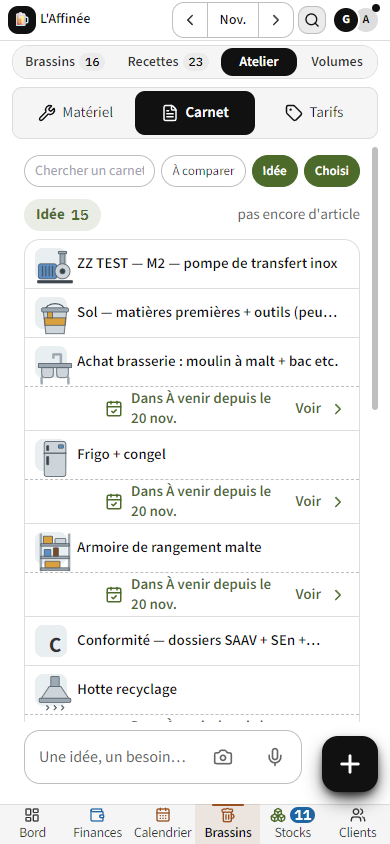 L'Affinée
Nov.
G
A
Brassins 16
Recettes 23
Atelier
Volumes
Matériel
Carnet
Tarifs
Chercher un carnet
À comparer
Idée
Choisi
Idée 15
pas encore d'article
ZZ TEST — M2 — pompe de transfert inox
Sol — matières premières + outils (peu…
Achat brasserie : moulin à malt + bac etc.
Dans À venir depuis le
20 nov.
Voir
Frigo + congel
Dans À venir depuis le
20 nov.
Voir
Armoire de rangement malte
Dans À venir depuis le
20 nov.
Voir
C
Conformité — dossiers SAAV + SEn +…
Hotte recyclage
Une idée, un besoin…
Bord
Finances
Calendrier
Brassins
11
Stocks
Clients